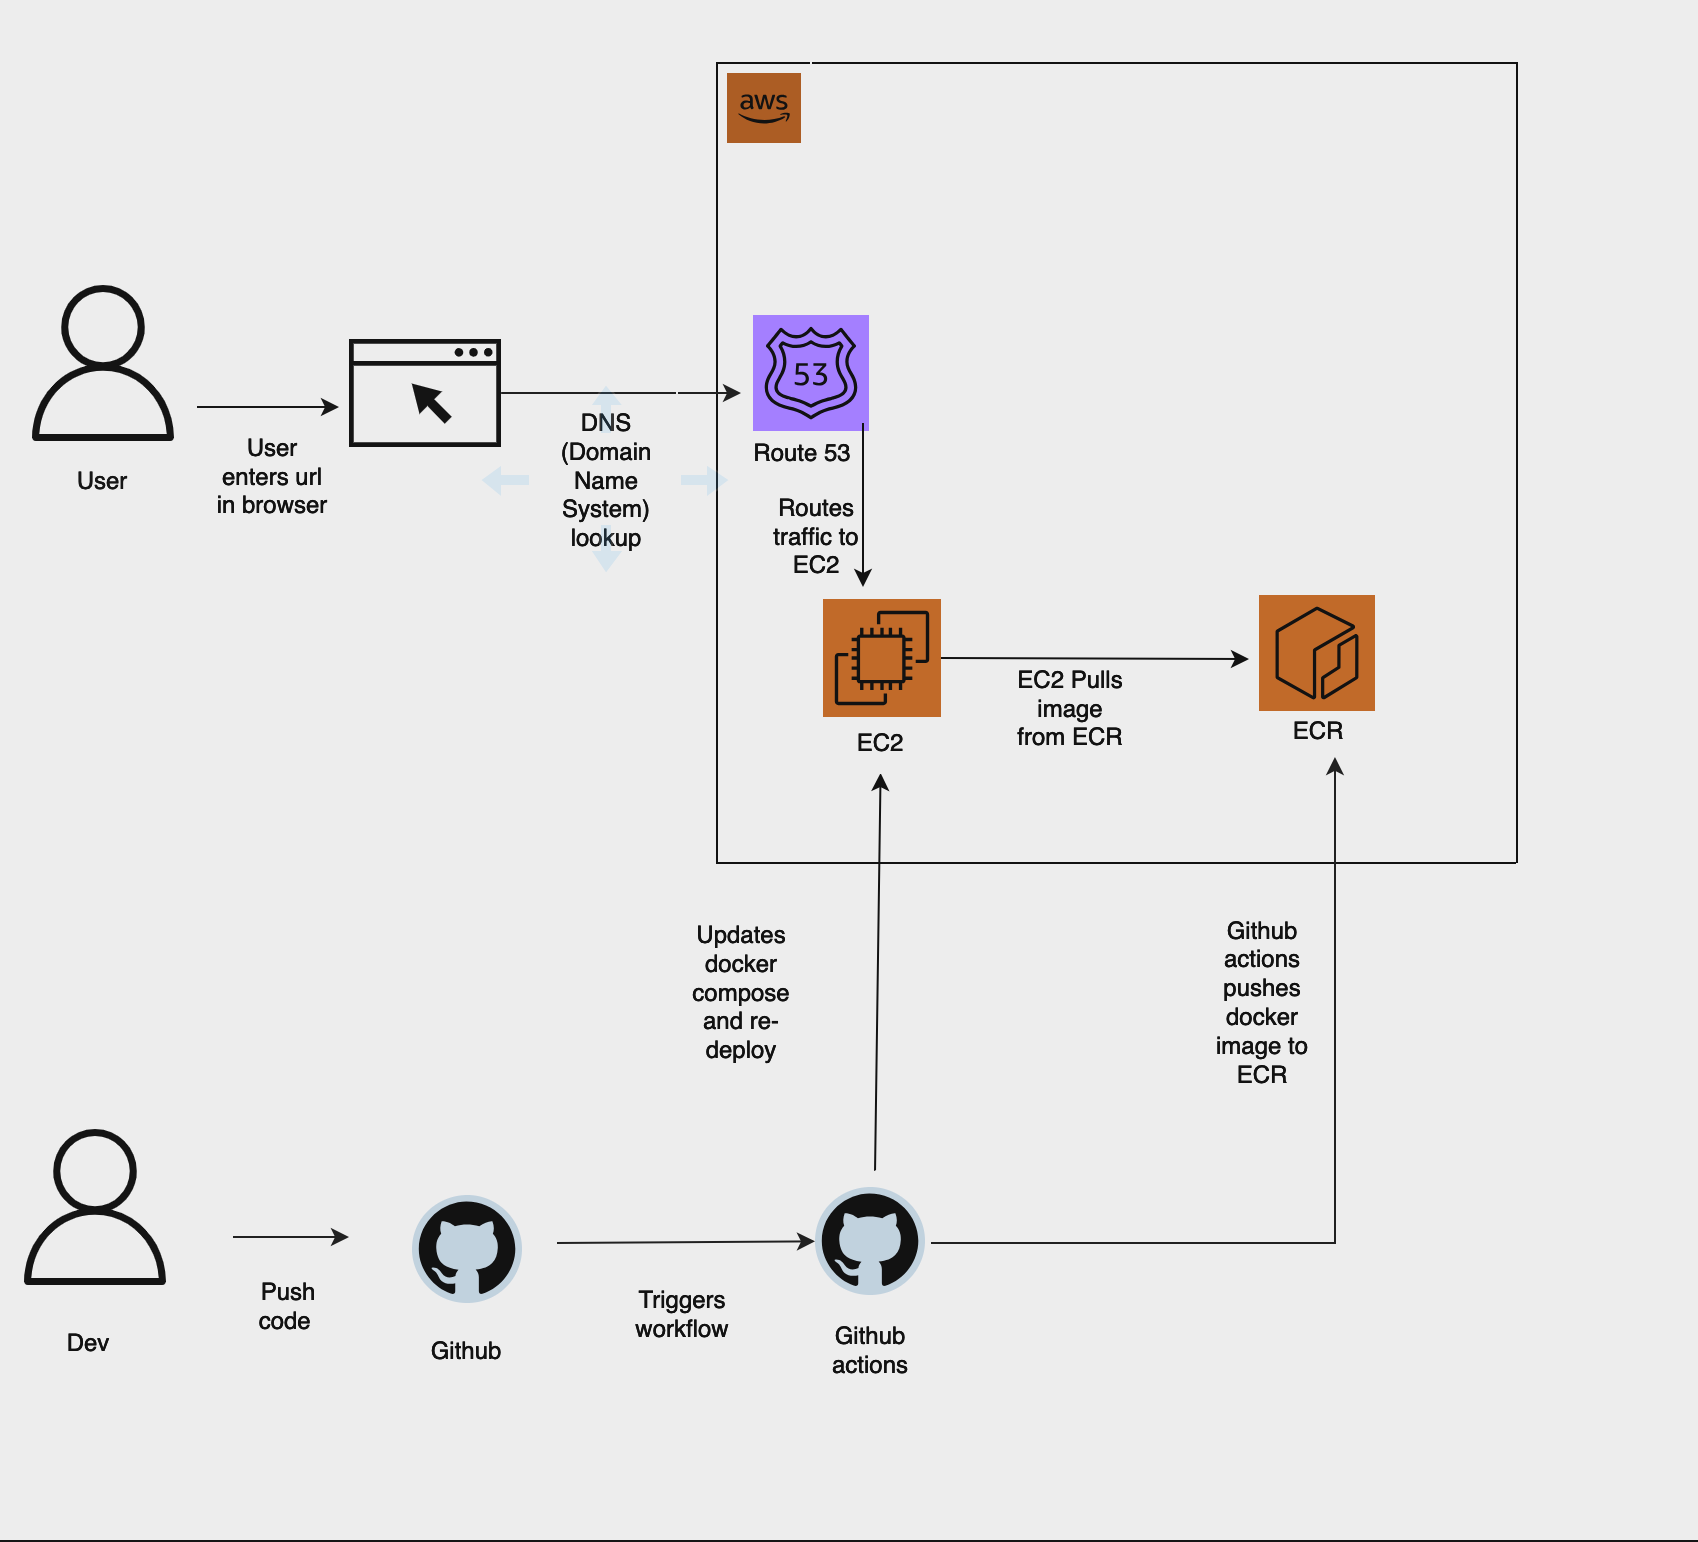 aws
53
Route 53
User
enters url
in browser
User
DNS
(Domain
Name
System)
lookup
Routes
traffic to
EC2
EC2 Pulls
image
from ECR
EC2
ECR
Updates
docker
compose
and re-
deploy
Github
actions
pushes
docker
image to
ECR
Push
code
Dev
Github
Triggers
workflow
Github
actions